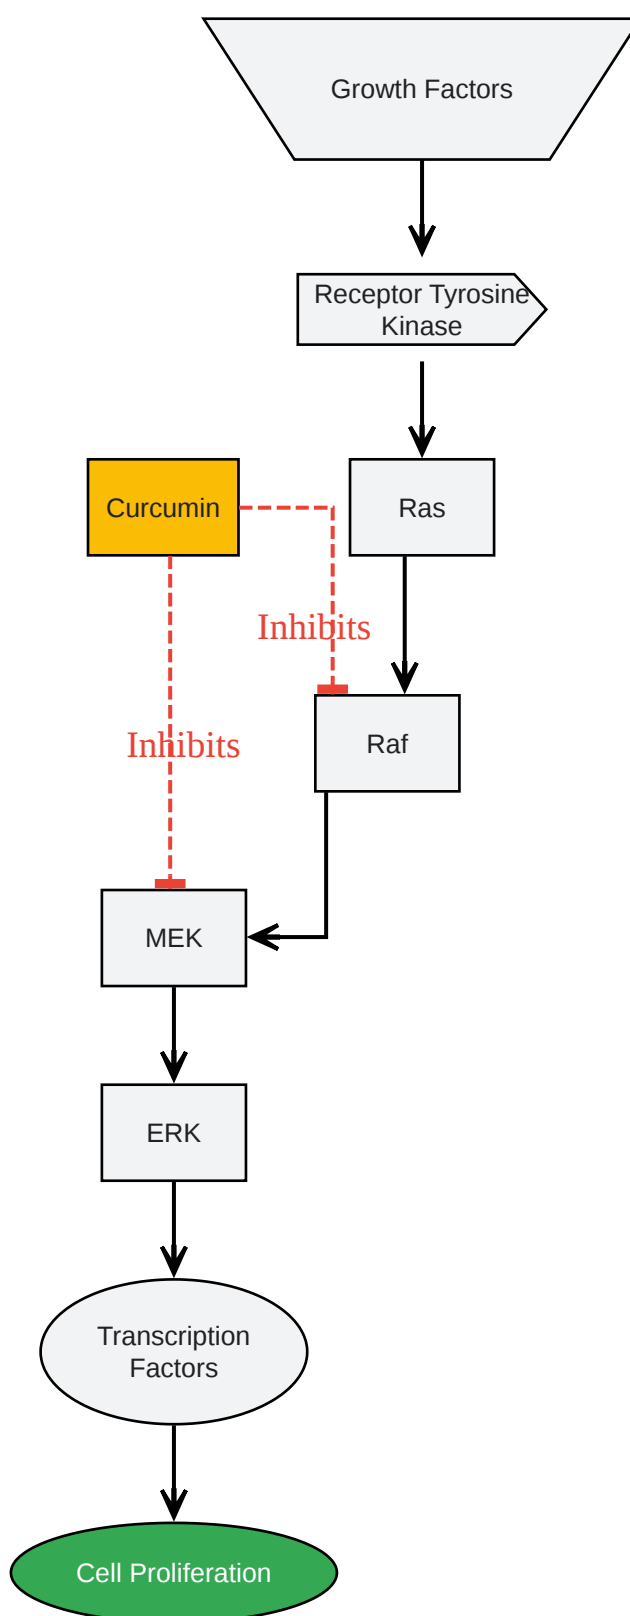 Growth Factors
Receptor Tyrosine
Kinase
Curcumin
Ras
Inhibits
Raf
Inhibits
MEK
ERK
Transcription
Factors
Cell Proliferation